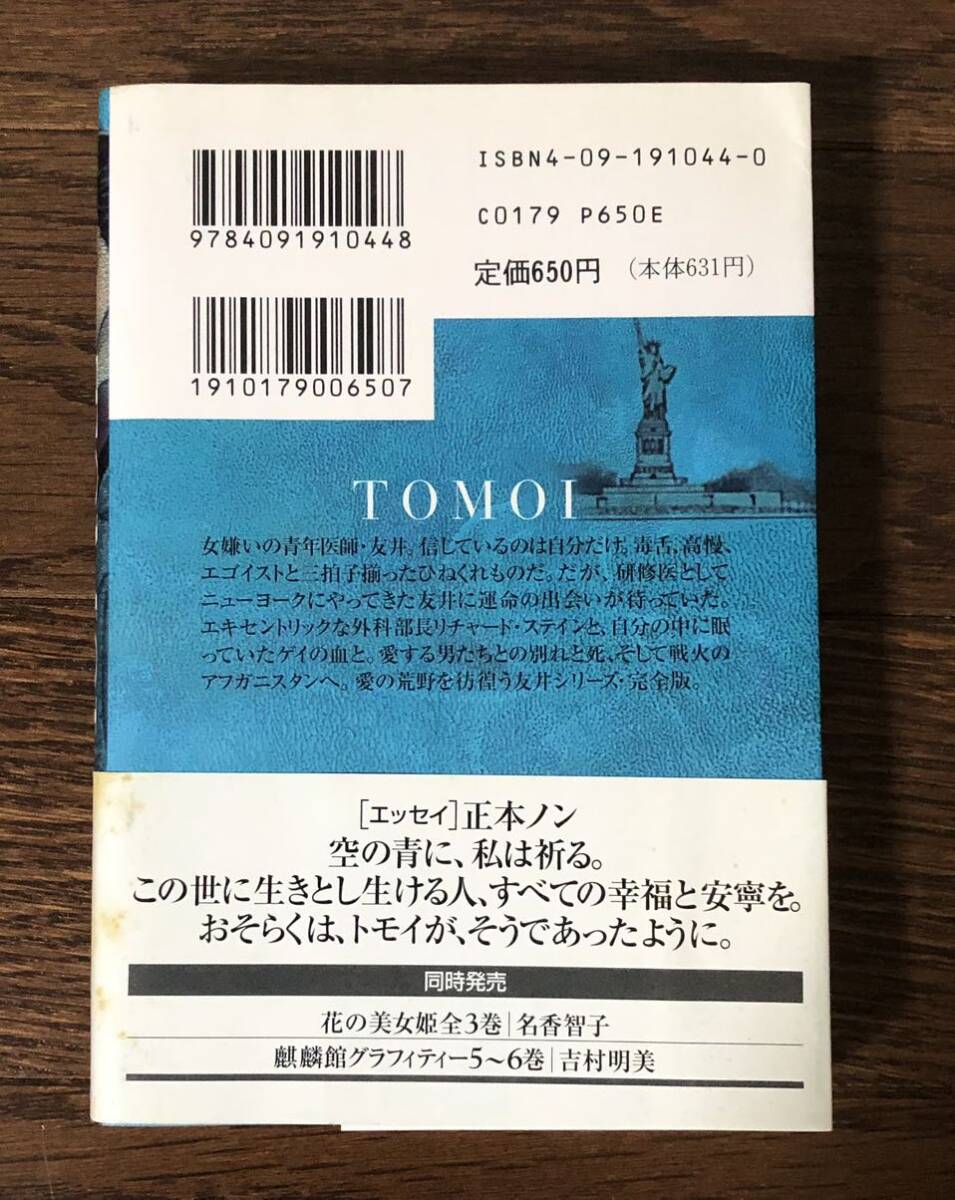 ISBN4-09-191044-0
9784091910448
C0179 P650E
定価650円 (本体631円)
1910179006507
TOMOI
女嫌いの青年医師・友井。信じているのは自分だけ。毒舌、高慢、
エゴイストと三拍子揃ったひねくれものだ。だが、研修医として
ニューヨークにやってきた友井に運命の出会いが待っていた。
エキセントリックな外科部長リチャード・ステインと、自分の中に眠
っていたゲイの血と。愛する男たちとの別れと死、そして戦火の
アフガニスタンへ。愛の荒野を彷徨う友井シリーズ・完全版。
[エッセイ]正本ノン
空の青に、私は祈る。
この世に生きとし生ける人、すべての幸福と安寧を。
おそらくは、トモイが、そうであったように。
同時発売
花の美女姫全3巻|名香智子
麒麟館グラフィティー5〜6巻|吉村明美